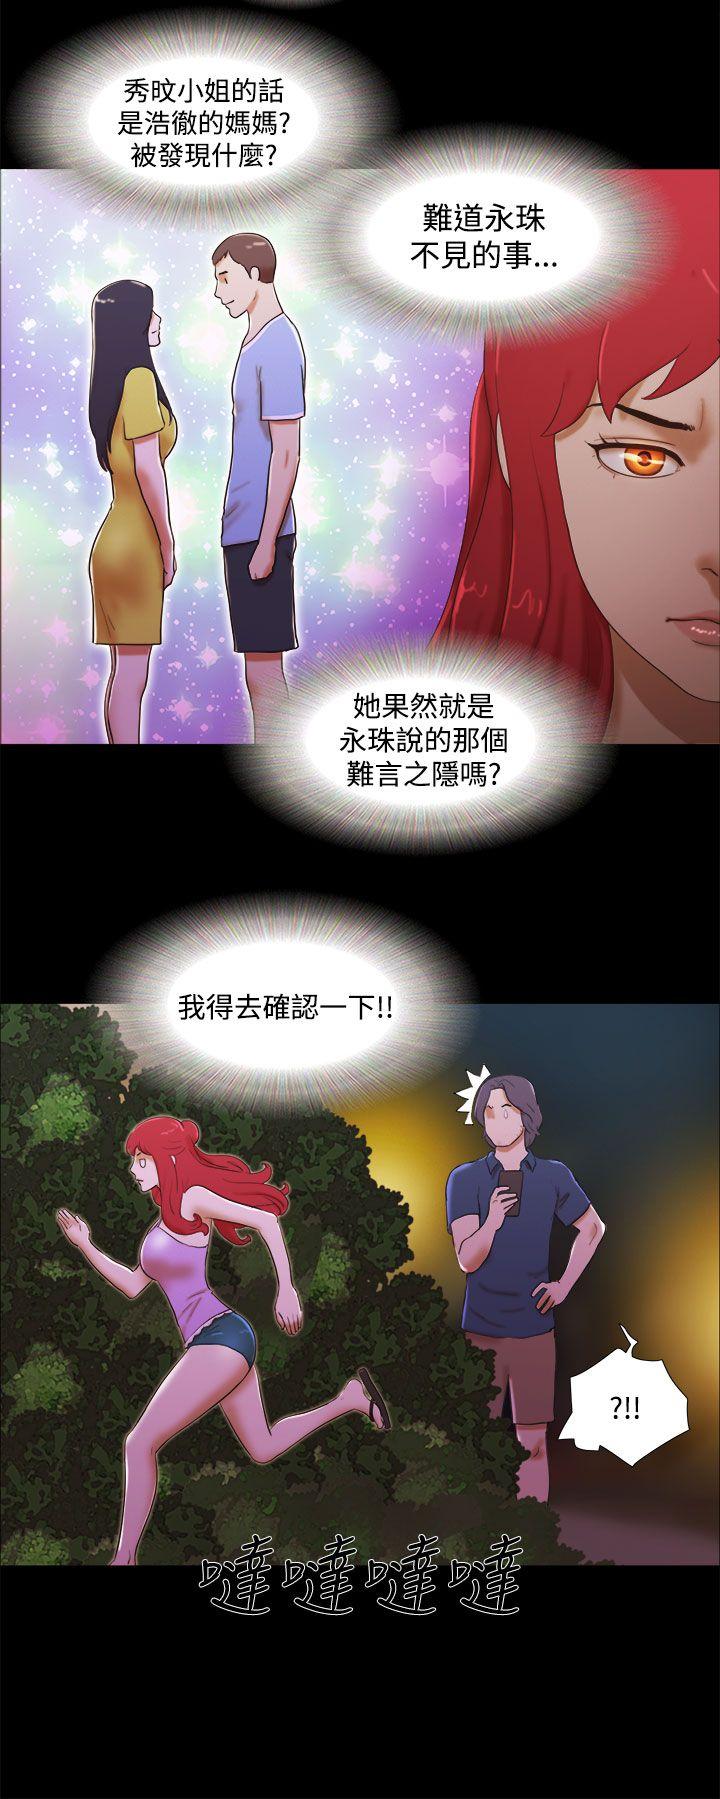 秀旼小姐的話
是浩徹的媽媽?
被發現什麼?
難道永珠
不見的事...
她果然就是
永珠說的那個
難言之隱嗎?
我得去確認一下!!
?!!
噠噠噠噠